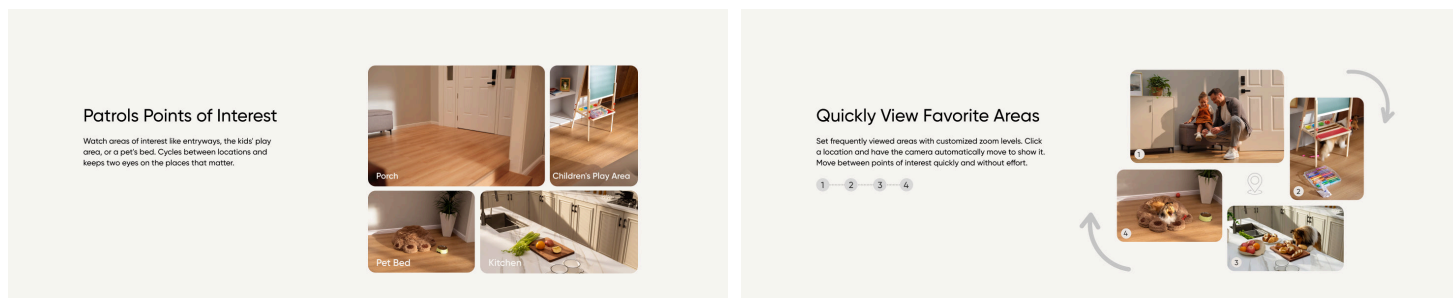 Patrols Points of Interest
Watch areas of interest like entryways, the kids' play
area, or a pet's bed. Cycles between locations and
keeps two eyes on the places that matter.
Porch
Children's Play Area
Pet Bed
Kitchen
Quickly View Favorite Areas
Set frequently viewed areas with customized zoom levels. Click
a location and have the camera automatically move to show it.
Move between points of interest quickly and without effort.
1 2 3 4
1
2
4
3